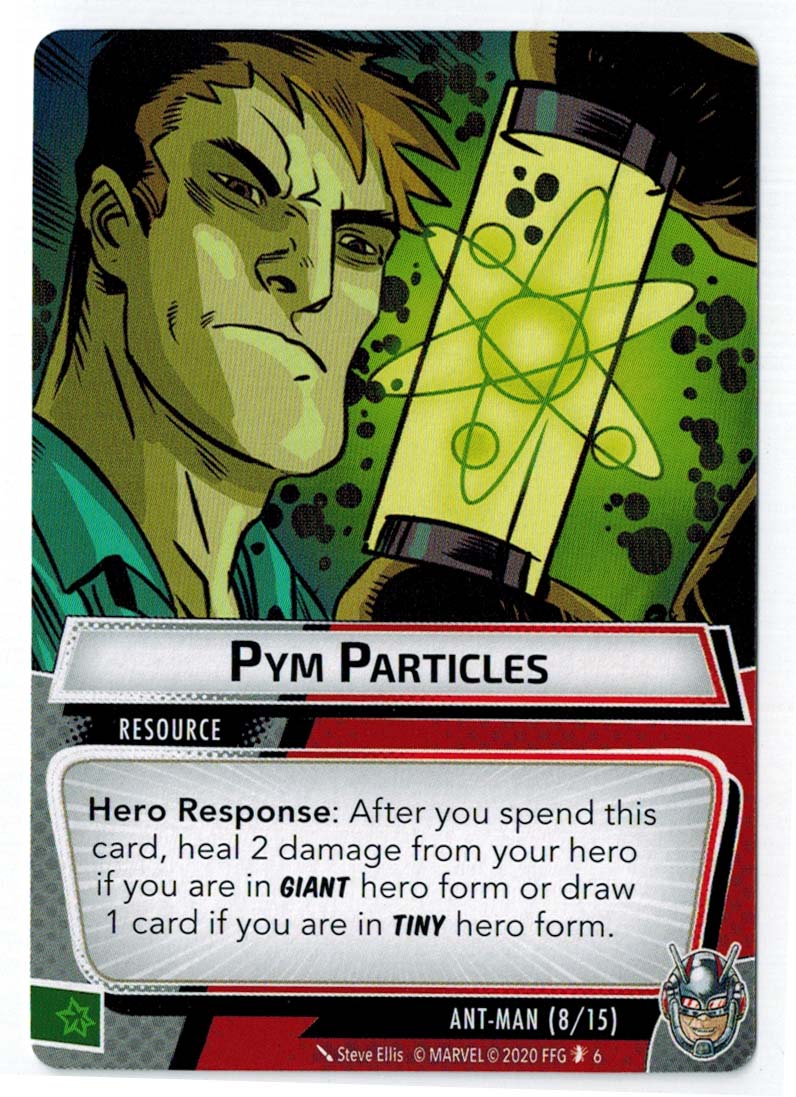 Pym Particles
RESOURCE
Hero Response: After you spend this
card, heal 2 damage from your hero
if you are in GIANT hero form or draw
1 card if you are in TINY hero form.
ANT-MAN (8/15)
Steve Ellis © MARVEL © 2020 FFG 6